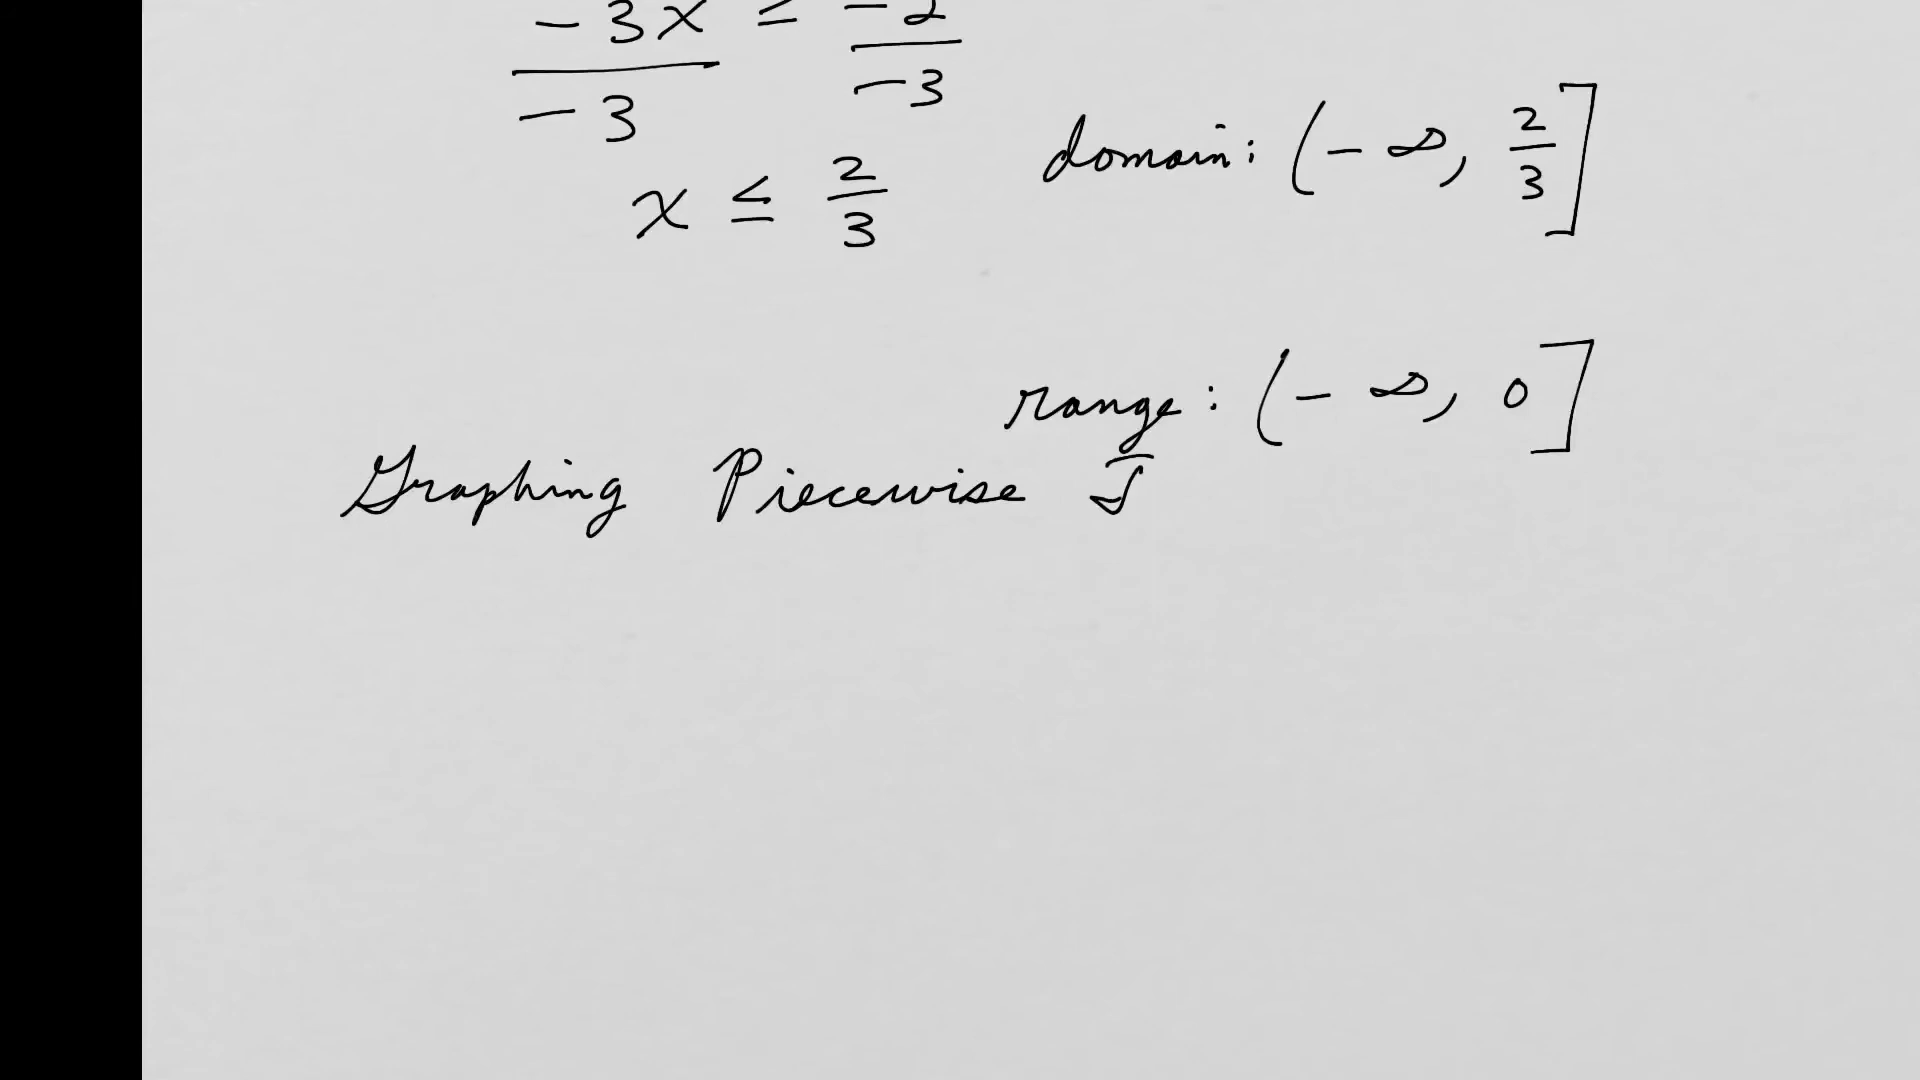 -3x ≥ -2
-3 -3
x ≤ 2/3
domain: (-∞, 2/3]
range: (-∞, 0]
Graphing Piecewise F